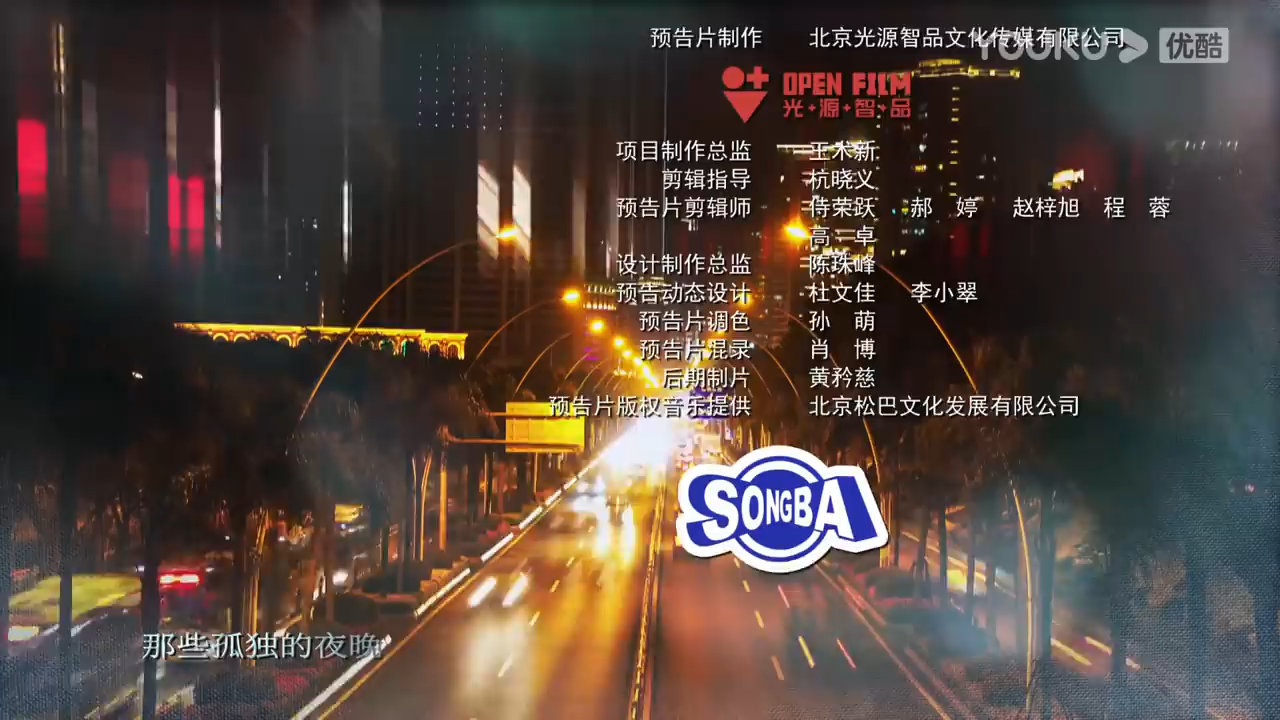 预告片制作 北京光源智品文化传媒有限公司
YOUKU 优酷
OPEN FILM
光+源+智+品
项目制作总监 王木新
剪辑指导 杭晓义
预告片剪辑师 侍荣跃 郝 婷 赵梓旭 程 蓉
高 卓
设计制作总监 陈珠峰
预告动态设计 杜文佳 李小翠
预告片调色 孙 萌
预告片混录 肖 博
后期制片 黄矜慈
预告片版权音乐提供 北京松巴文化发展有限公司
SONGBA
那些孤独的夜晚